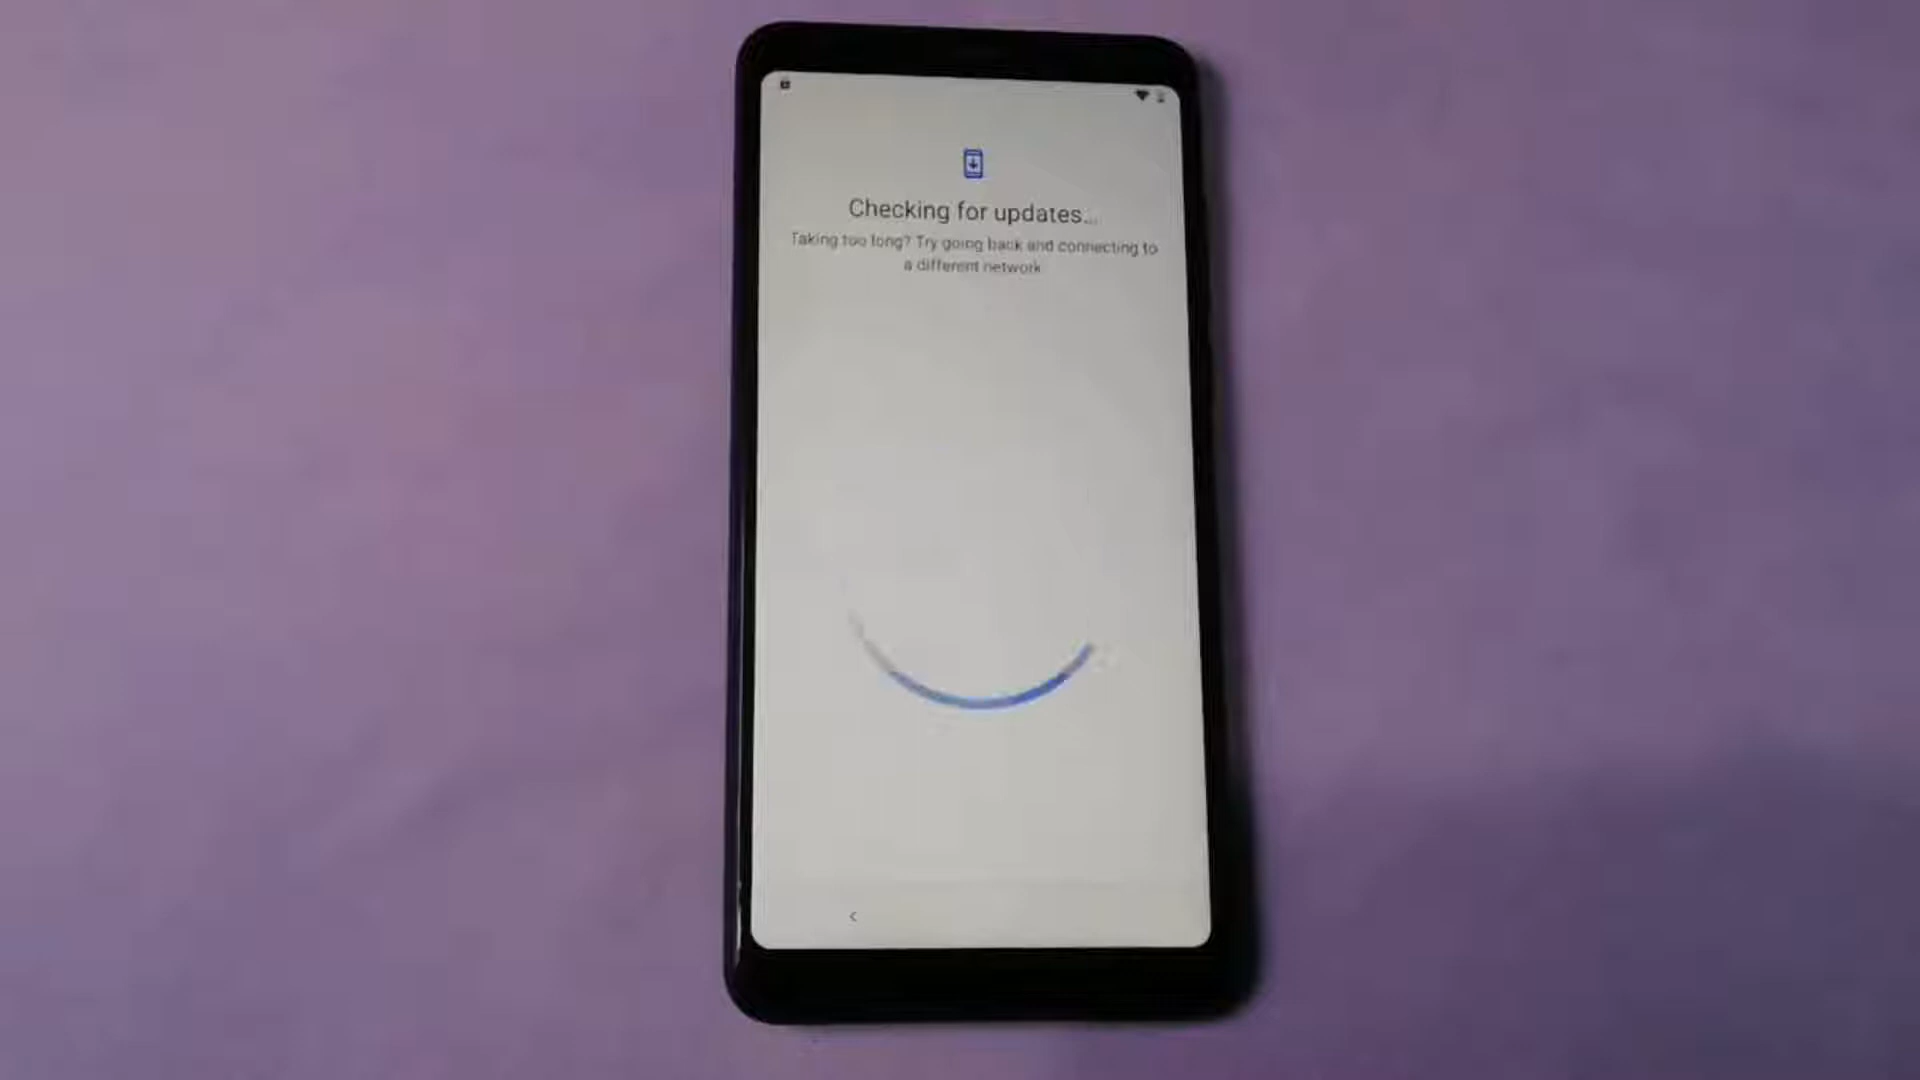 Checking for updates...
Taking too long? Try going back and connecting to
a different network